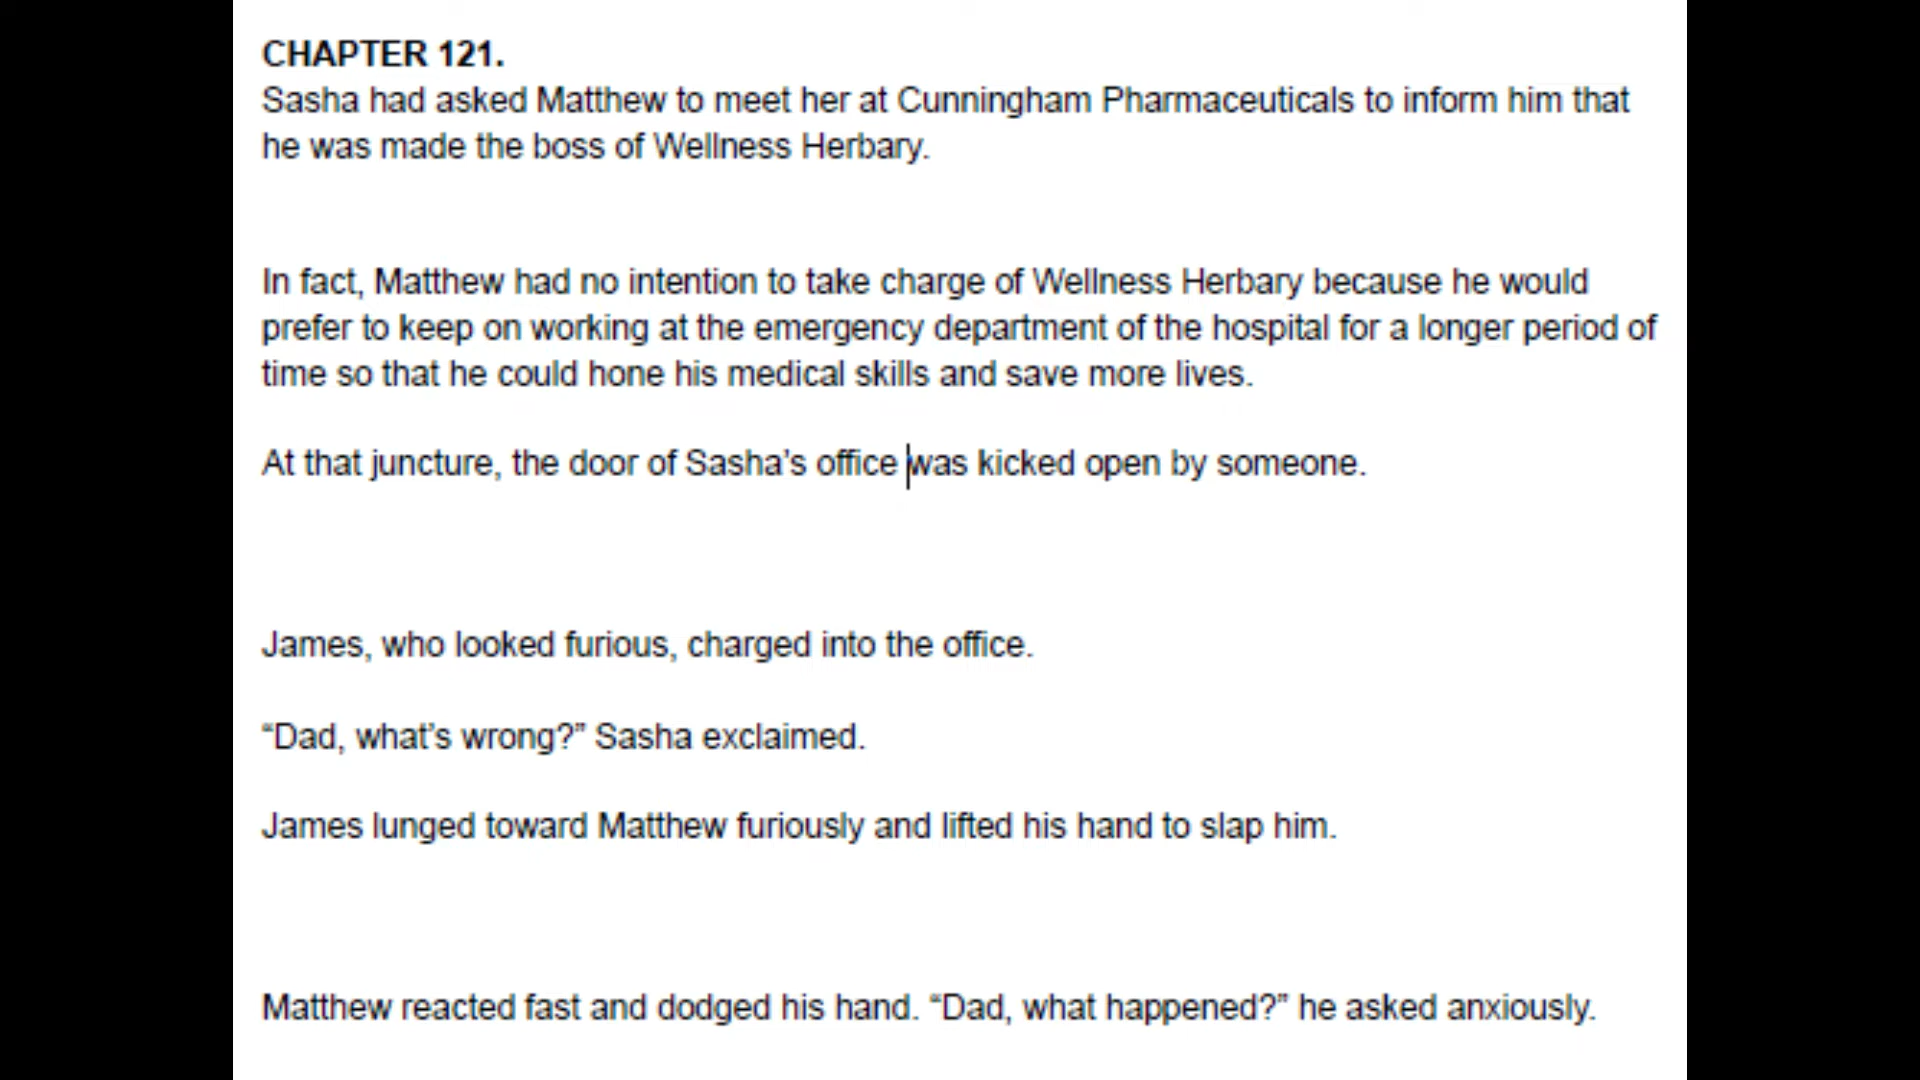 CHAPTER 121.
Sasha had asked Matthew to meet her at Cunningham Pharmaceuticals to inform him that
he was made the boss of Wellness Herbary.
In fact, Matthew had no intention to take charge of Wellness Herbary because he would
prefer to keep on working at the emergency department of the hospital for a longer period of
time so that he could hone his medical skills and save more lives.
At that juncture, the door of Sasha’s office was kicked open by someone.
James, who looked furious, charged into the office.
“Dad, what’s wrong?” Sasha exclaimed.
James lunged toward Matthew furiously and lifted his hand to slap him.
Matthew reacted fast and dodged his hand. “Dad, what happened?” he asked anxiously.